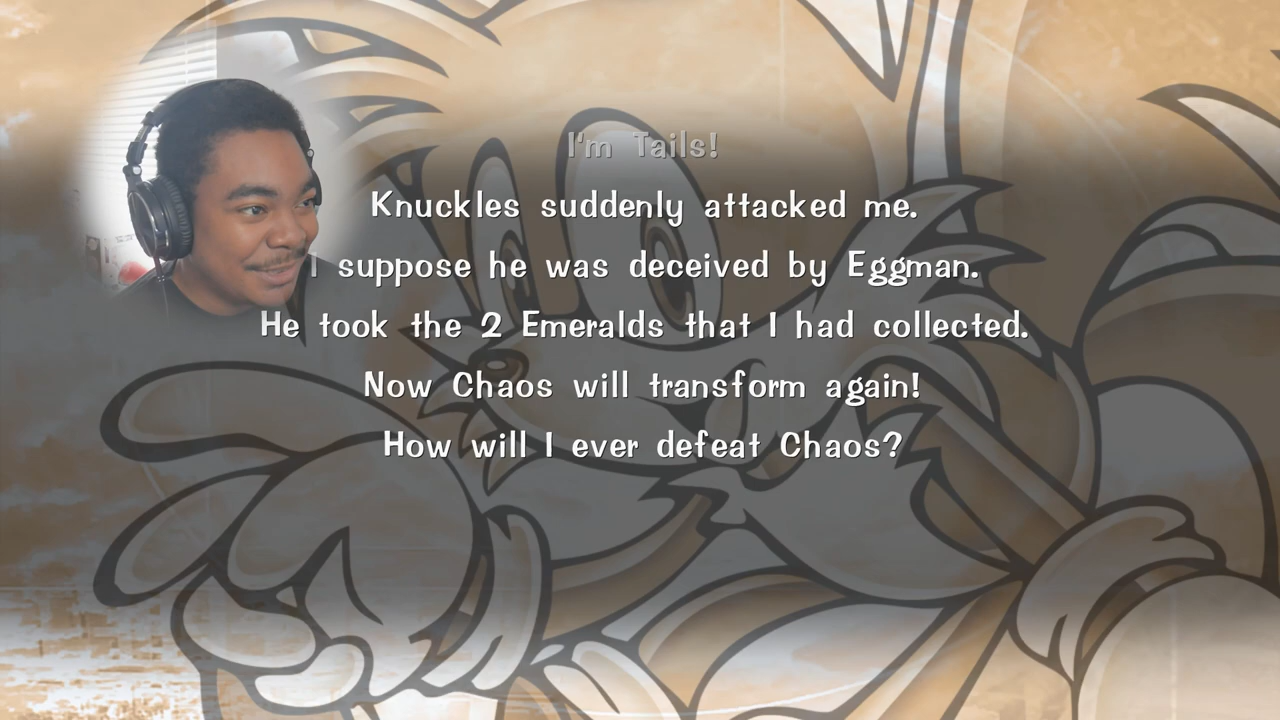 I'm Tails!
Knuckles suddenly attacked me.
I suppose he was deceived by Eggman.
He took the 2 Emeralds that I had collected.
Now Chaos will transform again!
How will I ever defeat Chaos?